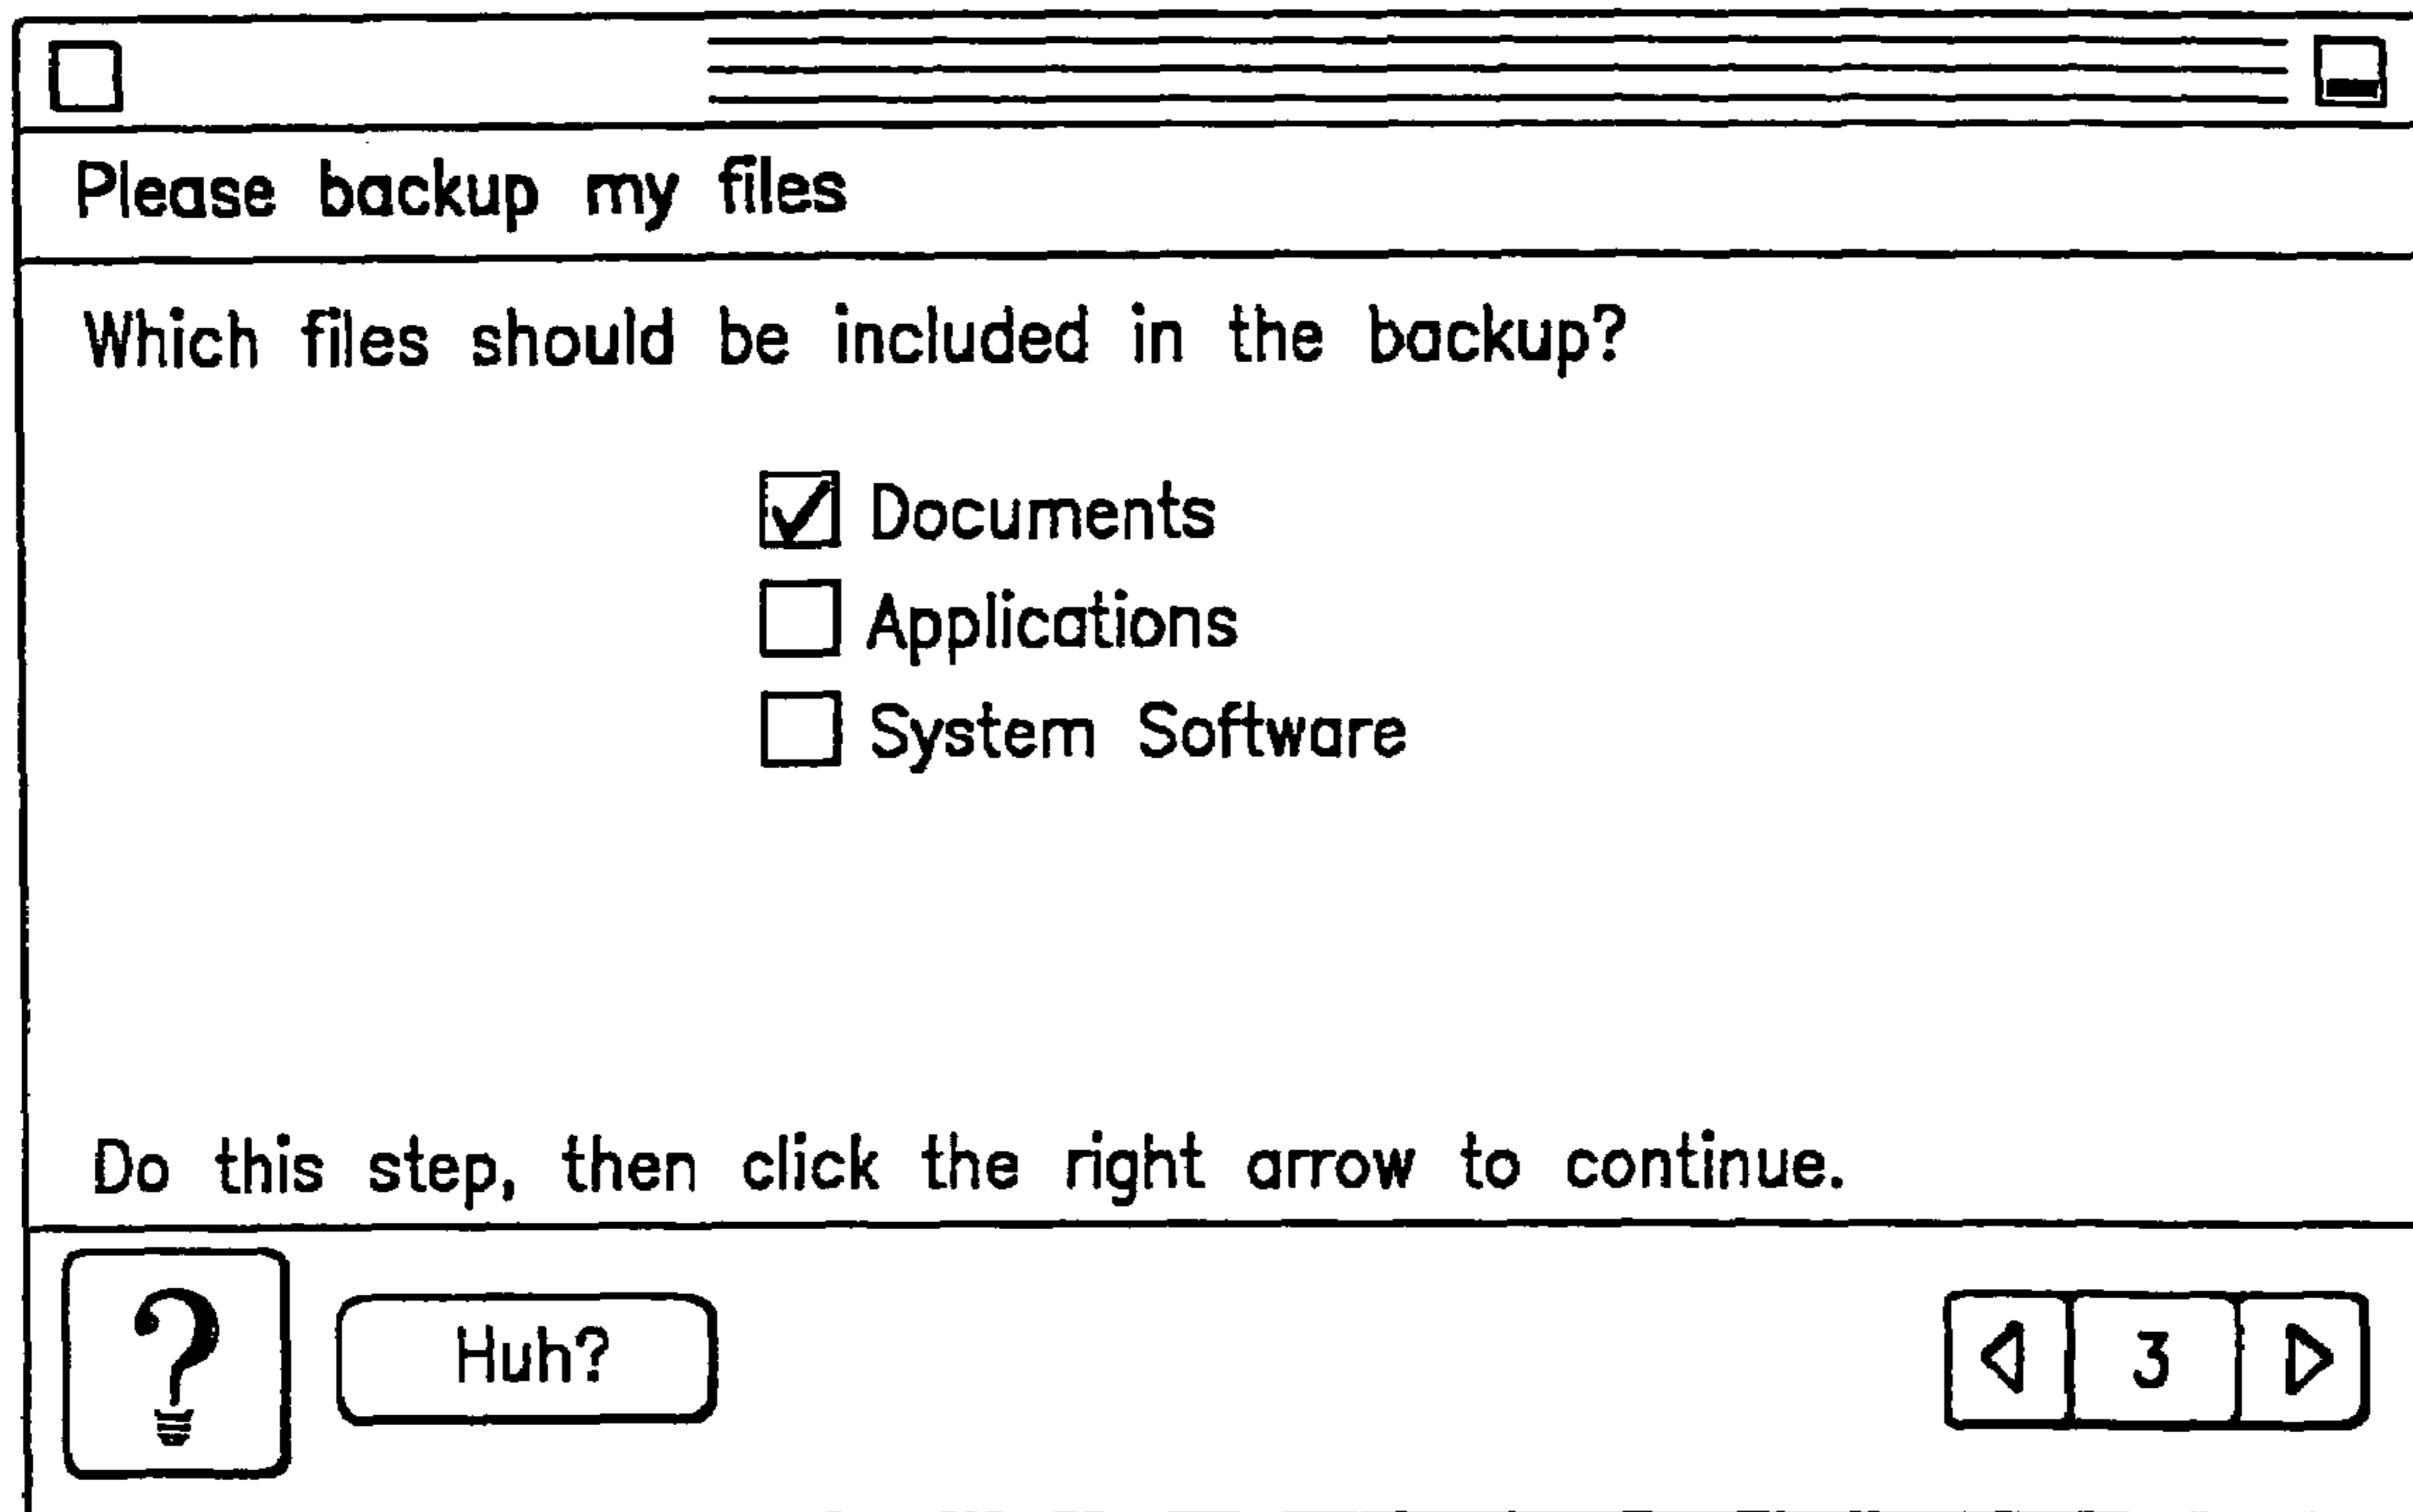 Please backup my files
Which files should be included in the backup?
Documents
Applications
System Software
Do this step, then click the right arrow to continue.
?
Huh?
3